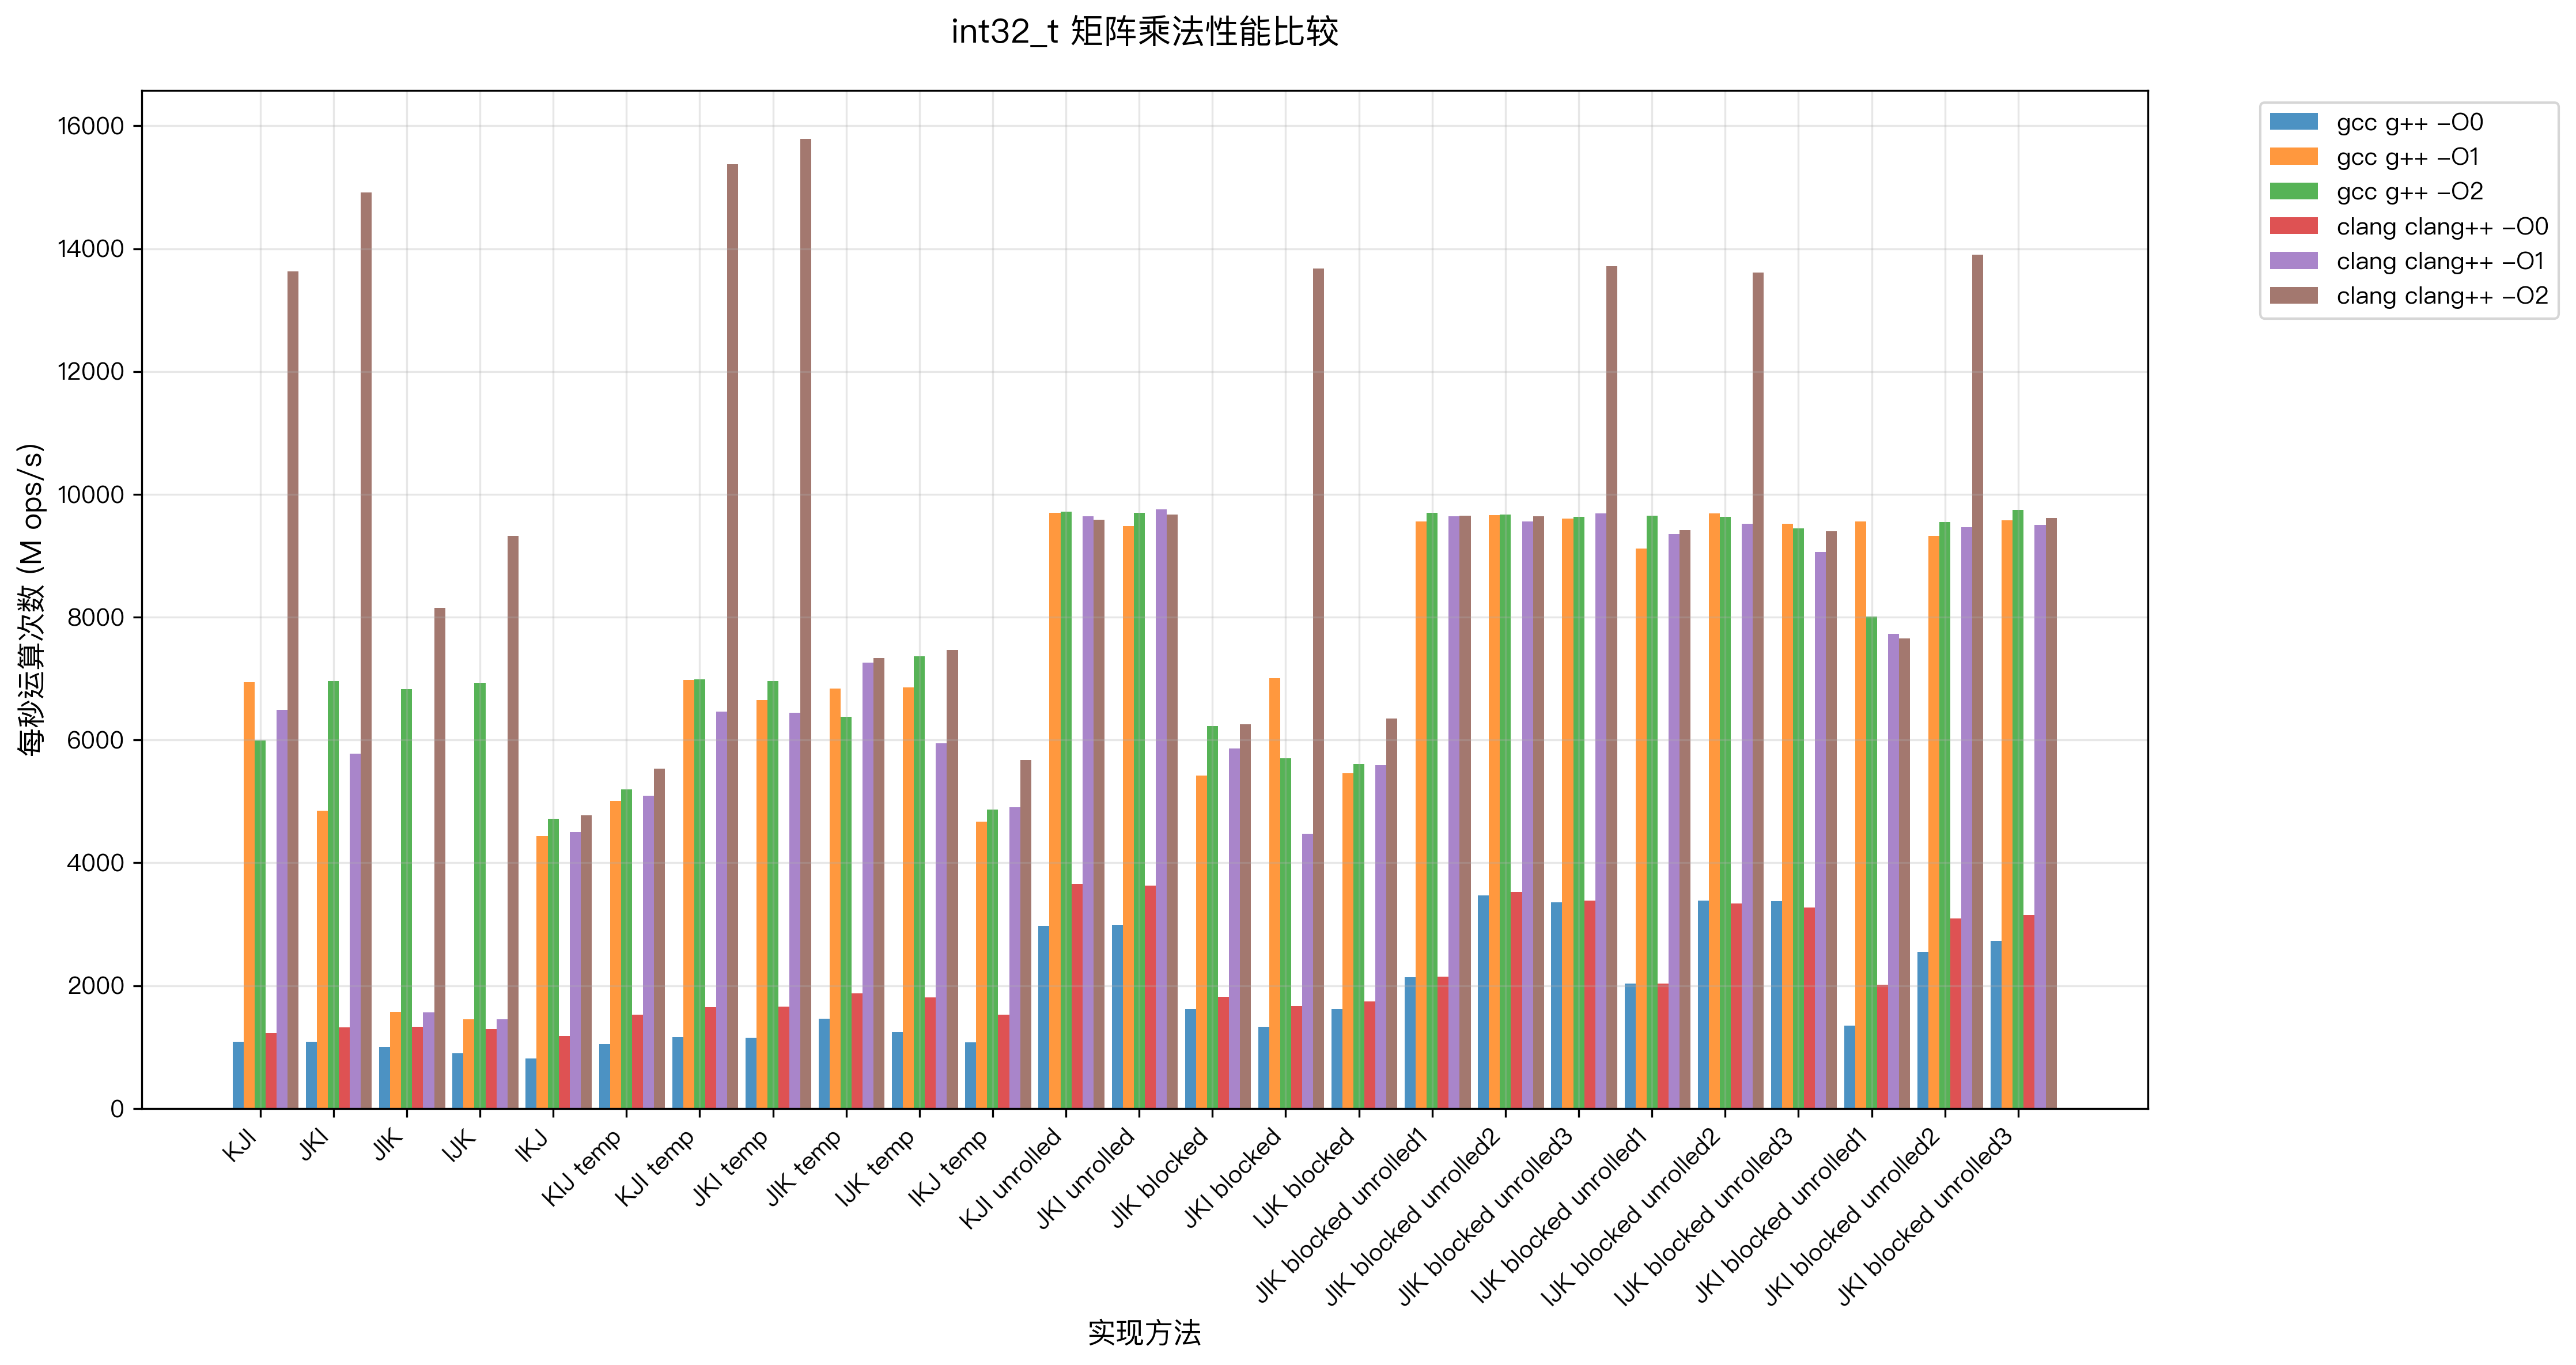 int32_t 矩阵乘法性能比较
每秒运算次数 (M ops/s)
16000
14000
12000
10000
8000
6000
4000
2000
0
gcc g++ -O0
gcc g++ -O1
gcc g++ -O2
clang clang++ -O0
clang clang++ -O1
clang clang++ -O2
KJI
JKI
JIK
IJK
IKJ
KIJ temp
KJI temp
JKI temp
JIK temp
IJK temp
IKJ temp
KJI unrolled
JKI unrolled
JIK blocked
JKI blocked
IJK blocked
JIK blocked unrolled1
JIK blocked unrolled2
JIK blocked unrolled3
IJK blocked unrolled1
IJK blocked unrolled2
IJK blocked unrolled3
JKI blocked unrolled1
JKI blocked unrolled2
JKI blocked unrolled3
实现方法